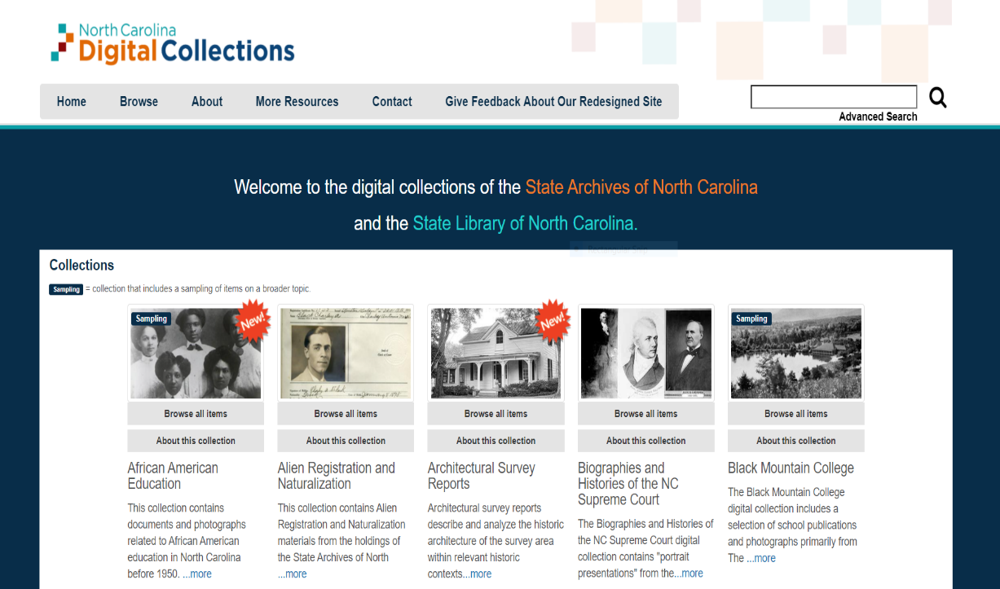 North Carolina
Digital Collections
Home Browse About More Resources Contact Give Feedback About Our Redesigned Site
Advanced Search
Welcome to the digital collections of the State Archives of North Carolina
and the State Library of North Carolina.
Rectangular Snip
Collections
Sampling = collection that includes a sampling of items on a broader topic.
Sampling
New!
New!
Sampling
Browse all items
Browse all items
Browse all items
Browse all items
Browse all items
About this collection
About this collection
About this collection
About this collection
About this collection
African American
Education
This collection contains
documents and photographs
related to African American
education in North Carolina
before 1950. ...more
Alien Registration and
Naturalization
This collection contains Alien
Registration and Naturalization
materials from the holdings of
the State Archives of North
...more
Architectural Survey
Reports
Architectural survey reports
describe and analyze the historic
architecture of the survey area
within relevant historic
contexts...more
Biographies and
Histories of the NC
Supreme Court
The Biographies and Histories of
the NC Supreme Court digital
collection contains "portrait
presentations" from the...more
Black Mountain College
The Black Mountain College
digital collection includes a
selection of school publications
and photographs primarily from
The ...more